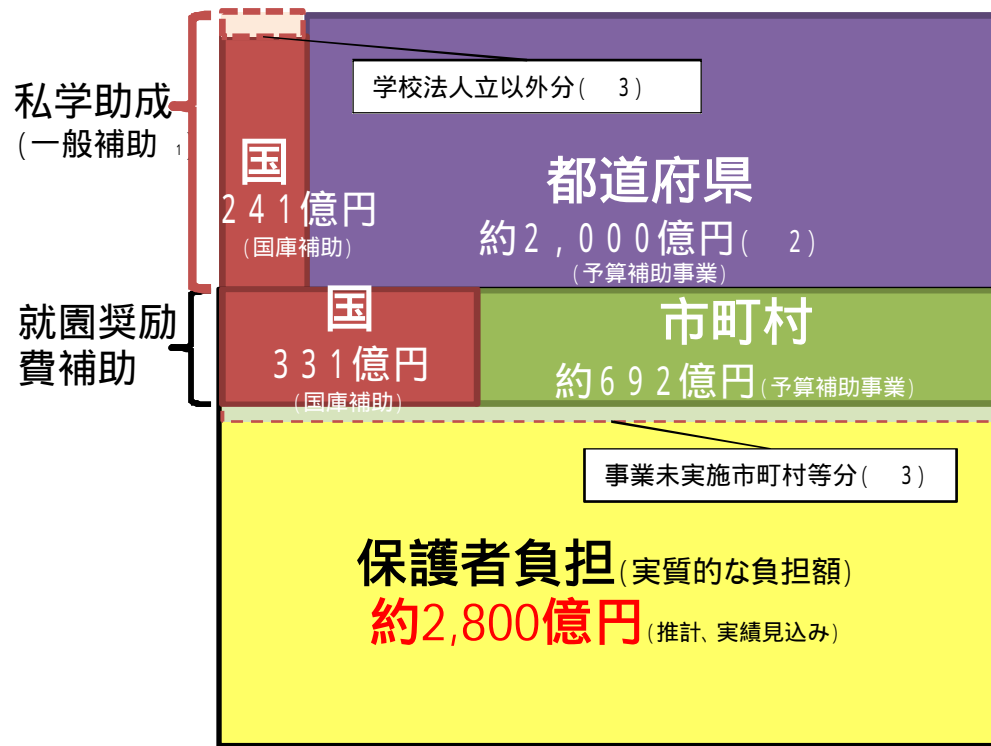 学校法人立以外分(　3)
私学助成
(一般補助 1)
国
241億円
(国庫補助)
都道府県
約2,000億円(　2)
(予算補助事業)
就園奨励
費補助
国
331億円
(国庫補助)
市町村
約692億円(予算補助事業)
事業未実施市町村等分(　3)
保護者負担(実質的な負担額)
約2,800億円(推計、実績見込み)